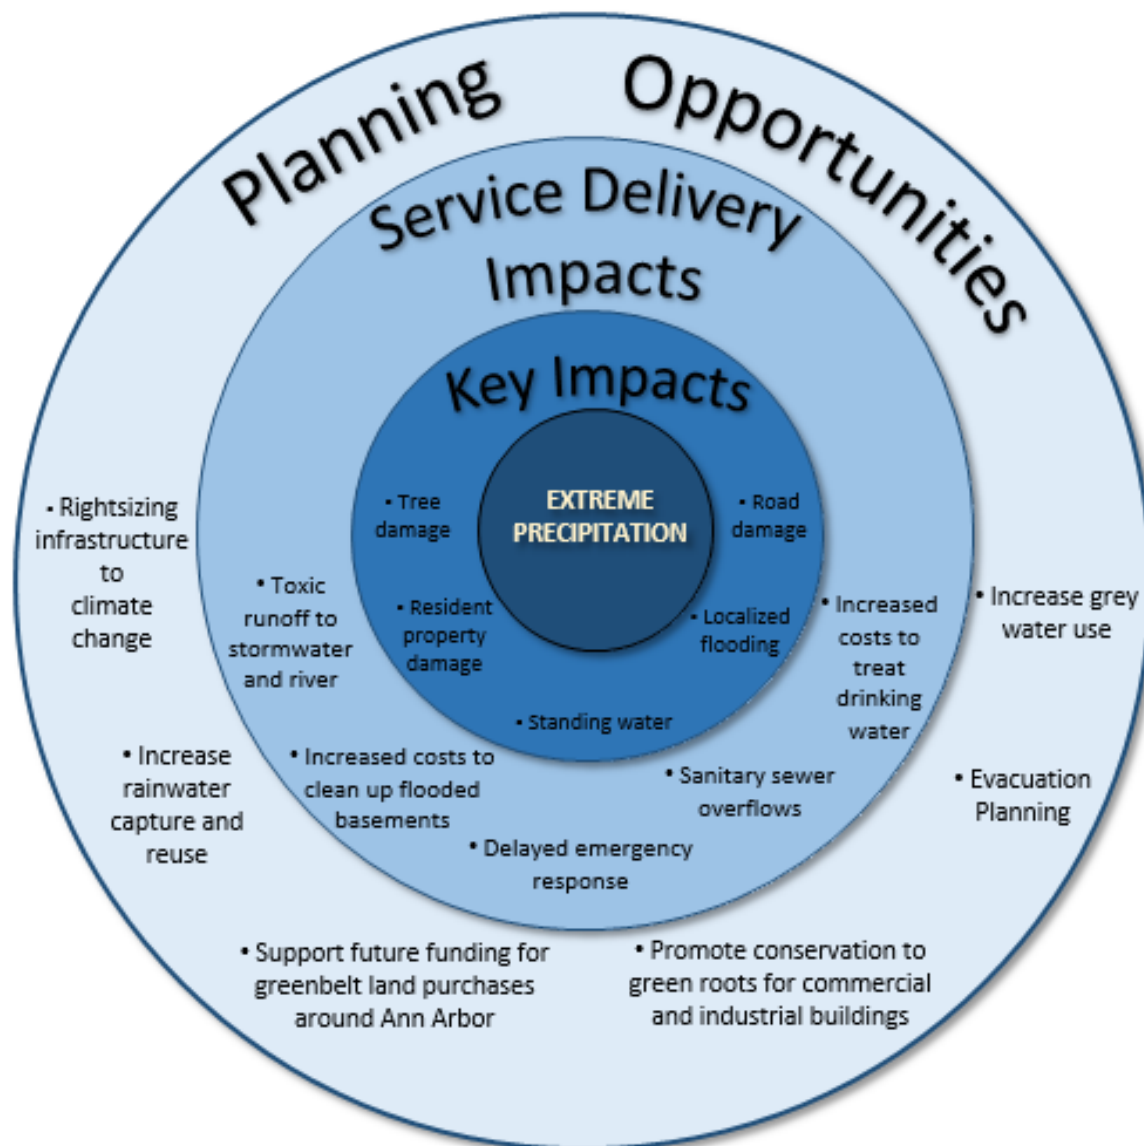 Planning Opportunities
Service Delivery
Impacts
Key Impacts
EXTREME
PRECIPITATION
• Tree
damage
• Resident
property
damage
• Standing water
• Road
damage
• Localized
flooding
• Toxic
runoff to
stormwater
and river
• Increased costs to
clean up flooded
basements
• Delayed emergency
response
• Sanitary sewer
overflows
• Increased
costs to
treat
drinking
water
• Rightsizing
infrastructure
to
climate
change
• Increase
rainwater
capture and
reuse
• Support future funding for
greenbelt land purchases
around Ann Arbor
• Promote conservation to
green roots for commercial
and industrial buildings
• Evacuation
Planning
• Increase grey
water use